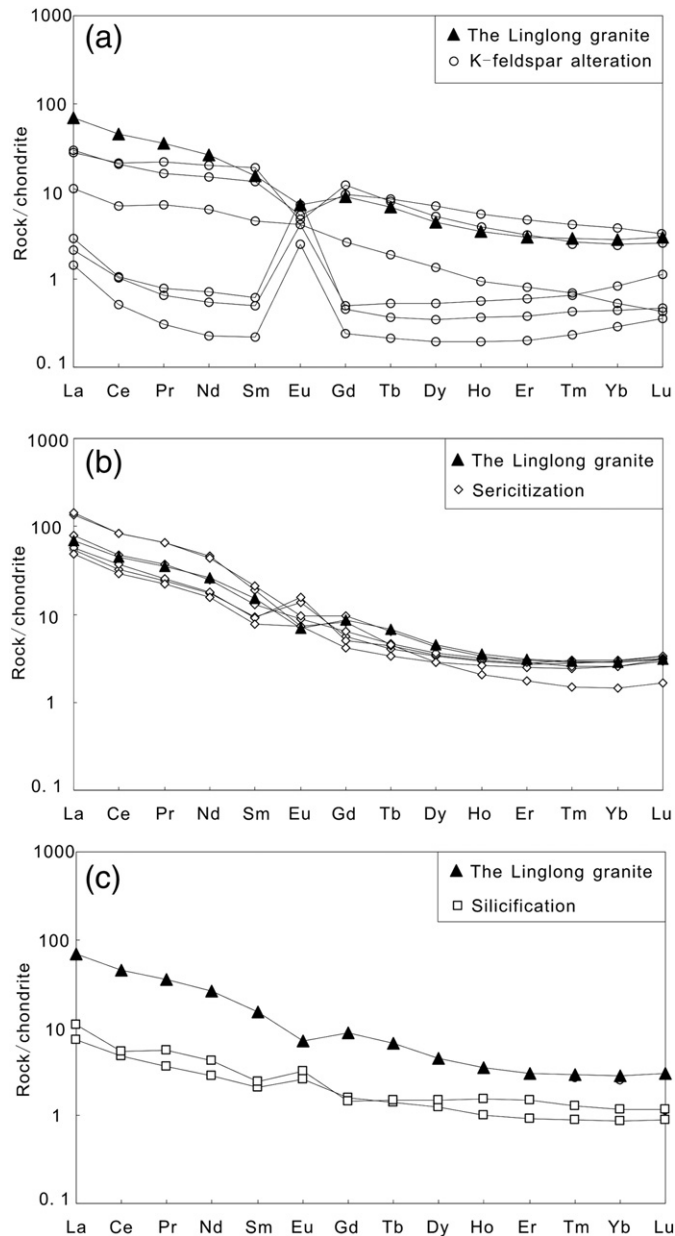 (a)
The Linglong granite
K-feldspar alteration
Rock/chondrite
1000
100
10
1
0.1
La Ce Pr Nd Sm Eu Gd Tb Dy Ho Er Tm Yb Lu
(b)
The Linglong granite
Sericitization
Rock/chondrite
1000
100
10
1
0.1
La Ce Pr Nd Sm Eu Gd Tb Dy Ho Er Tm Yb Lu
(c)
The Linglong granite
Silicification
Rock/chondrite
1000
100
10
1
0.1
La Ce Pr Nd Sm Eu Gd Tb Dy Ho Er Tm Yb Lu